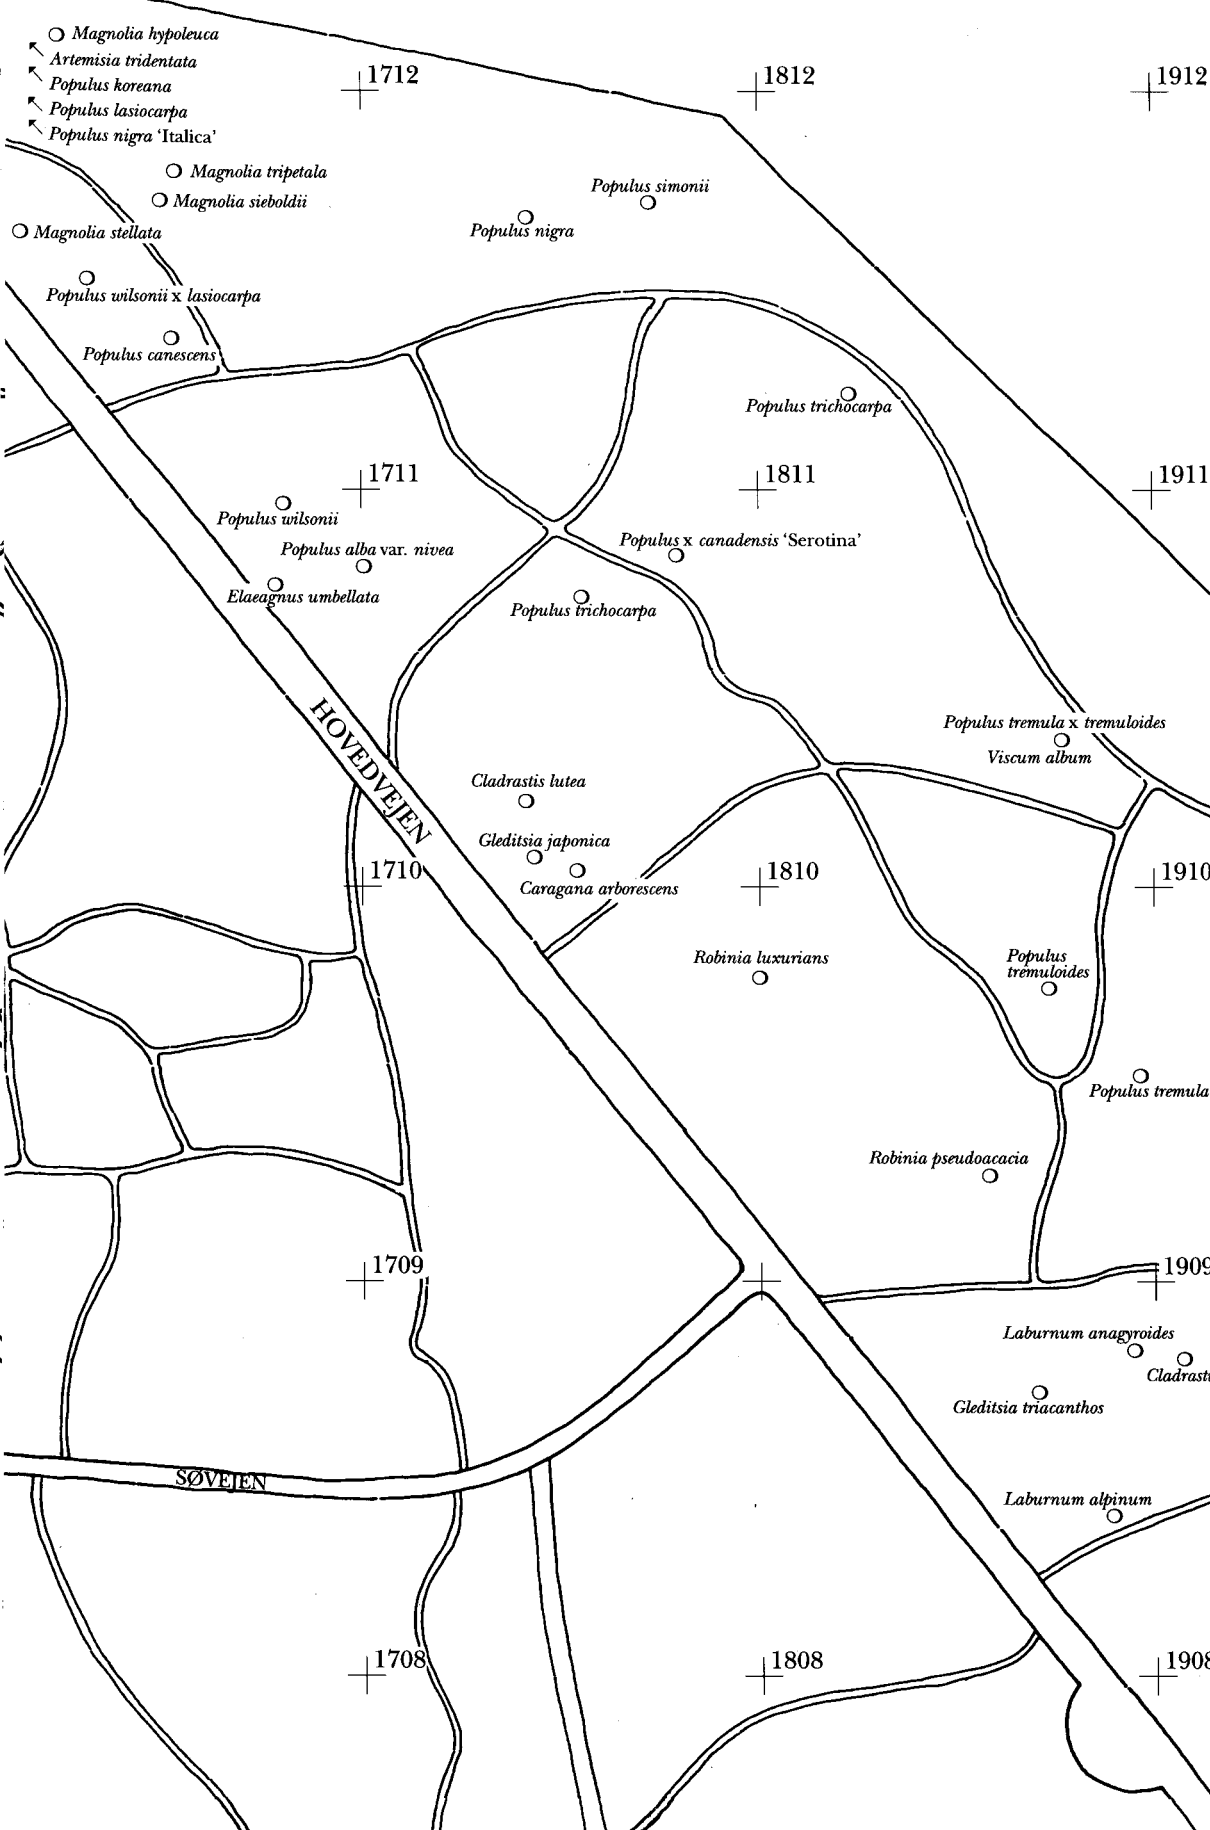 Magnolia hypoleuca
Artemisia tridentata
Populus koreana
Populus lasiocarpa
Populus nigra ‘Italica’
1712
1812
1912
Magnolia tripetala
Magnolia sieboldii
Populus simonii
Populus nigra
Magnolia stellata
Populus wilsonii x lasiocarpa
Populus canescens
Populus trichocarpa
1711
1811
1911
Populus wilsonii
Populus alba var. nivea
Populus x canadensis ‘Serotina’
Elaeagnus umbellata
Populus trichocarpa
HOVEDVEJEN
Populus tremula x tremuloides
Viscum album
Cladrastis lutea
Gleditsia japonica
Caragana arborescens
1710
1810
1910
Robinia luxurians
Populus
tremuloides
Populus tremula
Robinia pseudoacacia
1709
1909
Laburnum anagyroides
Cladrast
Gleditsia triacanthos
SØVEJEN
Laburnum alpinum
1708
1808
1908